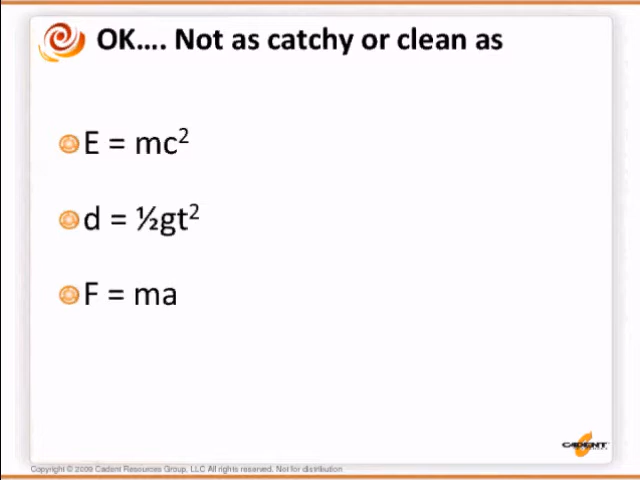 OK…. Not as catchy or clean as
E = mc²
d = ½gt²
F = ma
CADENT
Copyright © 2009 Cadent Resources Group, LLC All rights reserved. Not for distribution